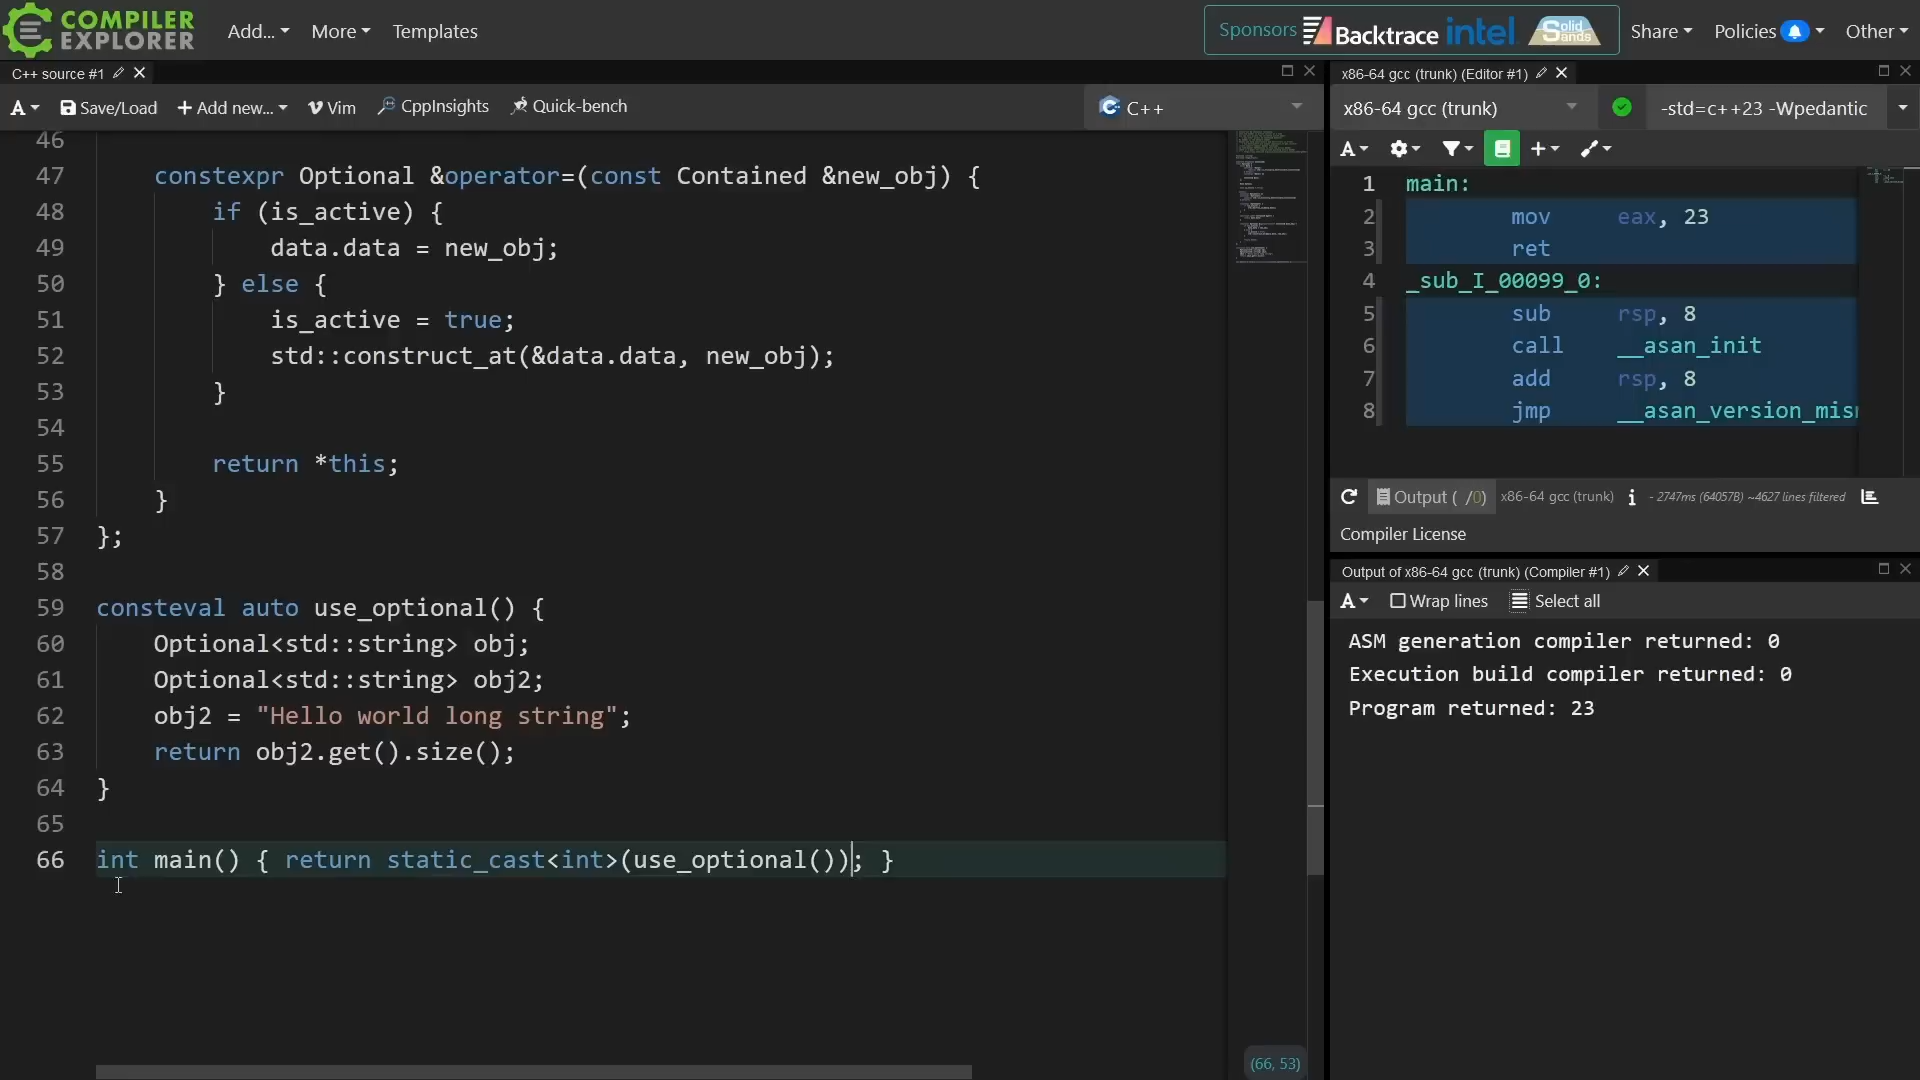 COMPILER
EXPLORER
Add...
More
Templates
Sponsors
Backtrace
intel
Solid
Sands
Share
Policies
Other
C++ source #1
Save/Load
Add new...
Vim
CppInsights
Quick-bench
C++
46
47 constexpr Optional &operator=(const Contained &new_obj) {
48 if (is_active) {
49 data.data = new_obj;
50 } else {
51 is_active = true;
52 std::construct_at(&data.data, new_obj);
53 }
54
55 return *this;
56 }
57 };
58
59 consteval auto use_optional() {
60 Optional<std::string> obj;
61 Optional<std::string> obj2;
62 obj2 = "Hello world long string";
63 return obj2.get().size();
64 }
65
66 int main() { return static_cast<int>(use_optional()); }
(66, 53)
x86-64 gcc (trunk) (Editor #1)
x86-64 gcc (trunk)
-std=c++23 -Wpedantic
A
1 main:
2 mov eax, 23
3 ret
4 _sub_I_00099_0:
5 sub rsp, 8
6 call __asan_init
7 add rsp, 8
8 jmp __asan_version_mis
Output ( /0) x86-64 gcc (trunk) i - 2747ms (64057B) ~4627 lines filtered
Compiler License
Output of x86-64 gcc (trunk) (Compiler #1)
A Wrap lines Select all
ASM generation compiler returned: 0
Execution build compiler returned: 0
Program returned: 23